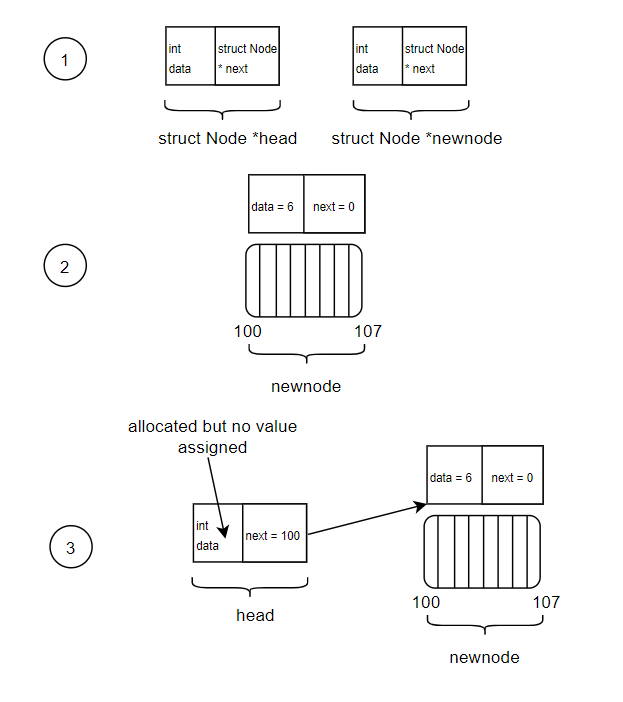 1
int
data
struct Node
* next
int
data
struct Node
* next
struct Node *head
struct Node *newnode
2
data = 6
next = 0
100
107
newnode
allocated but no value
assigned
3
int
data
next = 100
head
data = 6
next = 0
100
107
newnode